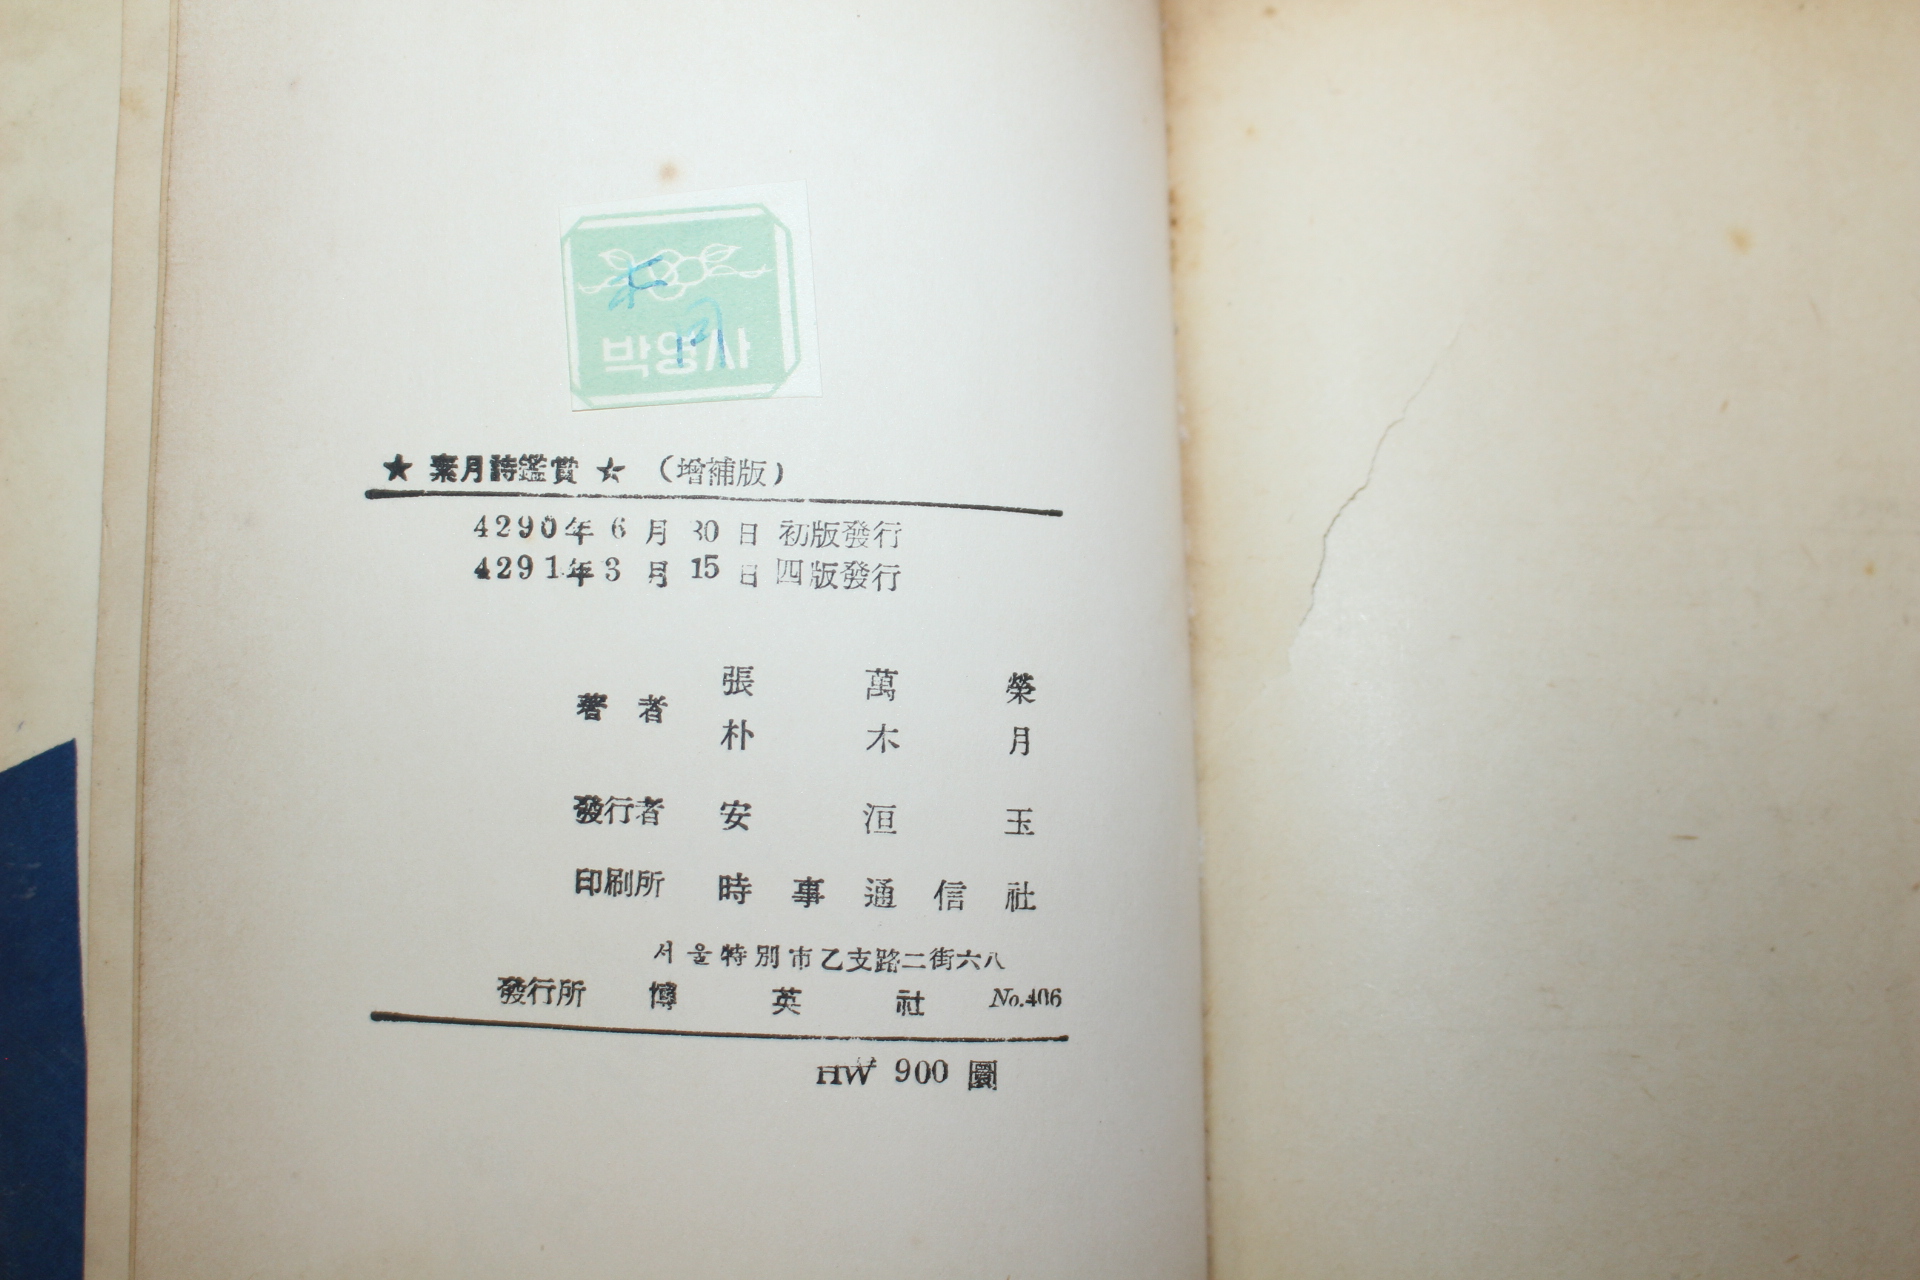 木
月
박영사
★ 素月詩鑑賞 ☆ (增補版)
4290年 6 月 30 日 初版發行
4291年 3 月 15 日 四版發行
著 者 張 萬 榮
朴 木 月
發行者 安 洹 玉
印刷所 時 事 通 信 社
서울特別市乙支路二街六八
發行所 博 英 社 No.406
HW 900 圜